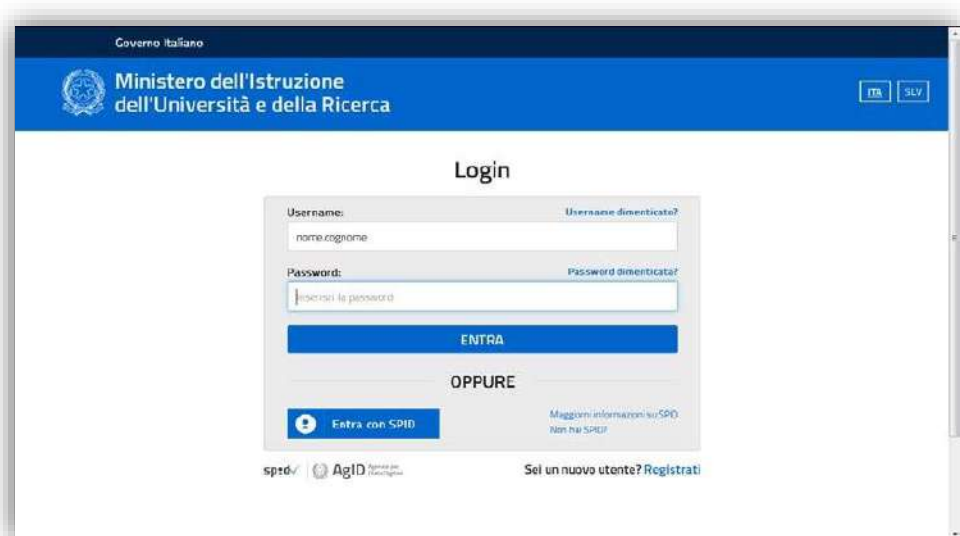 Governo Italiano
Ministero dell'Istruzione
dell'Università e della Ricerca
ITA SLV
Login
Username: Username dimenticato?
nome.cognome
Password: Password dimenticata?
Inserisci la password
ENTRA
OPPURE
Entra con SPID
Maggiori informazioni su SPID
Non hai SPID?
spid AgID
Sei un nuovo utente? Registrati